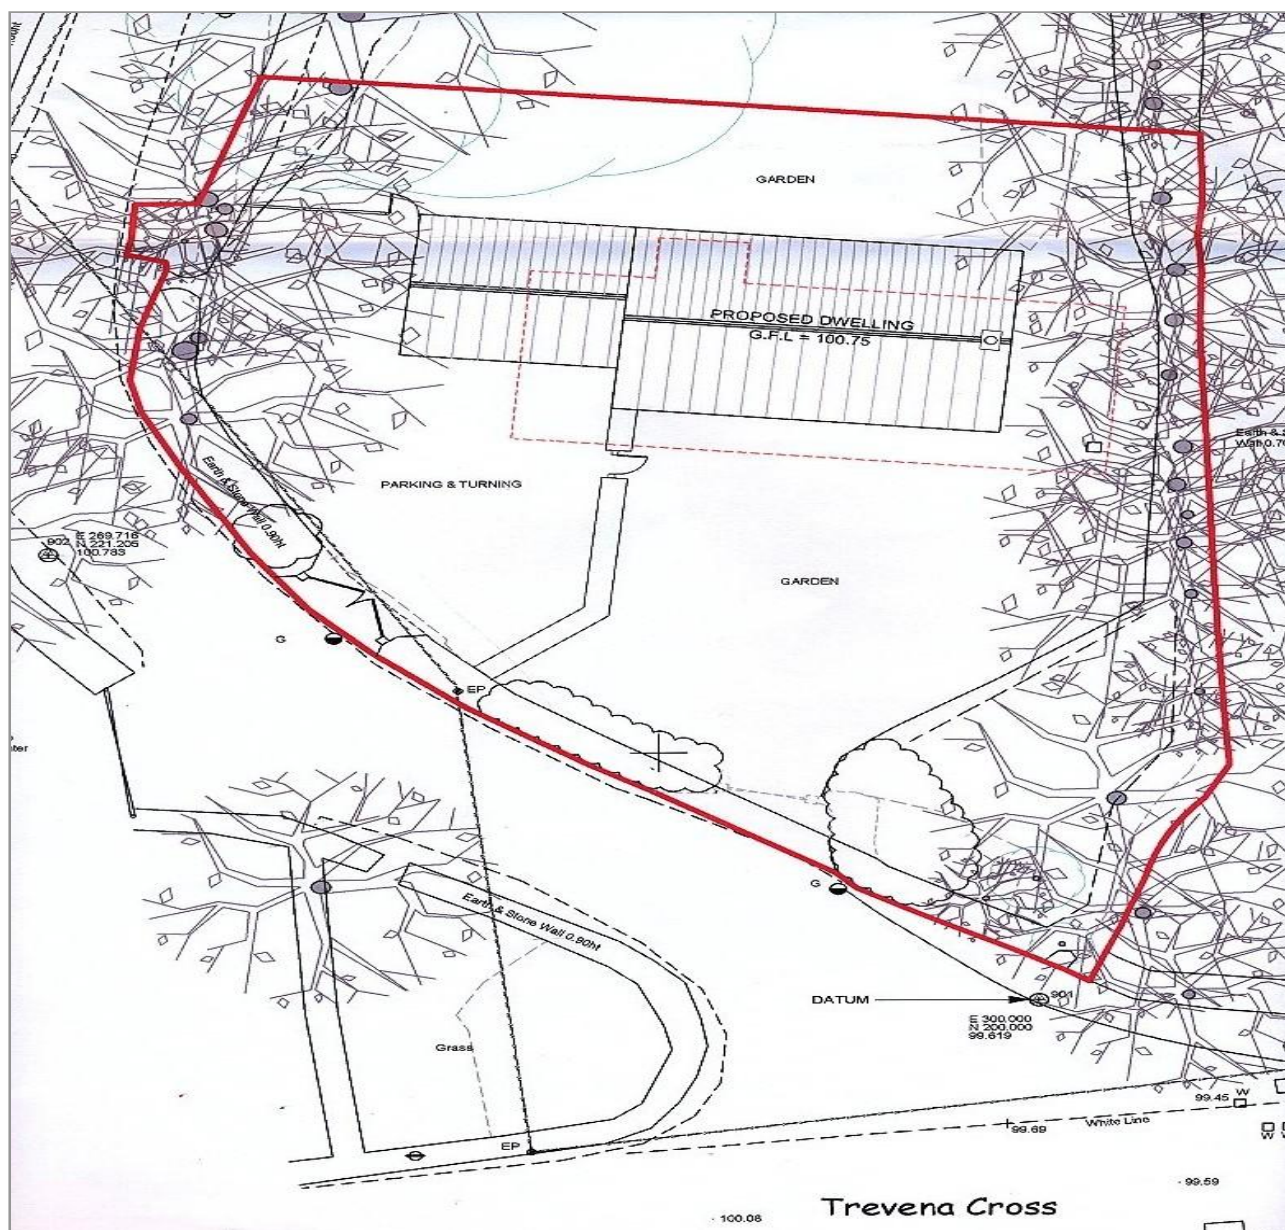 GARDEN
PROPOSED DWELLING
G.F.L = 100.75
PARKING & TURNING
Earth & Stone Wall 0.90ht
902
E 269.716
N 221.205
100.783
GARDEN
G
EP
G
Earth & Stone Wall 0.90ht
DATUM
901
E 300.000
N 200.000
99.619
Grass
EP
99.45
W
99.69
White Line
W
99.59
Trevena Cross
100.08